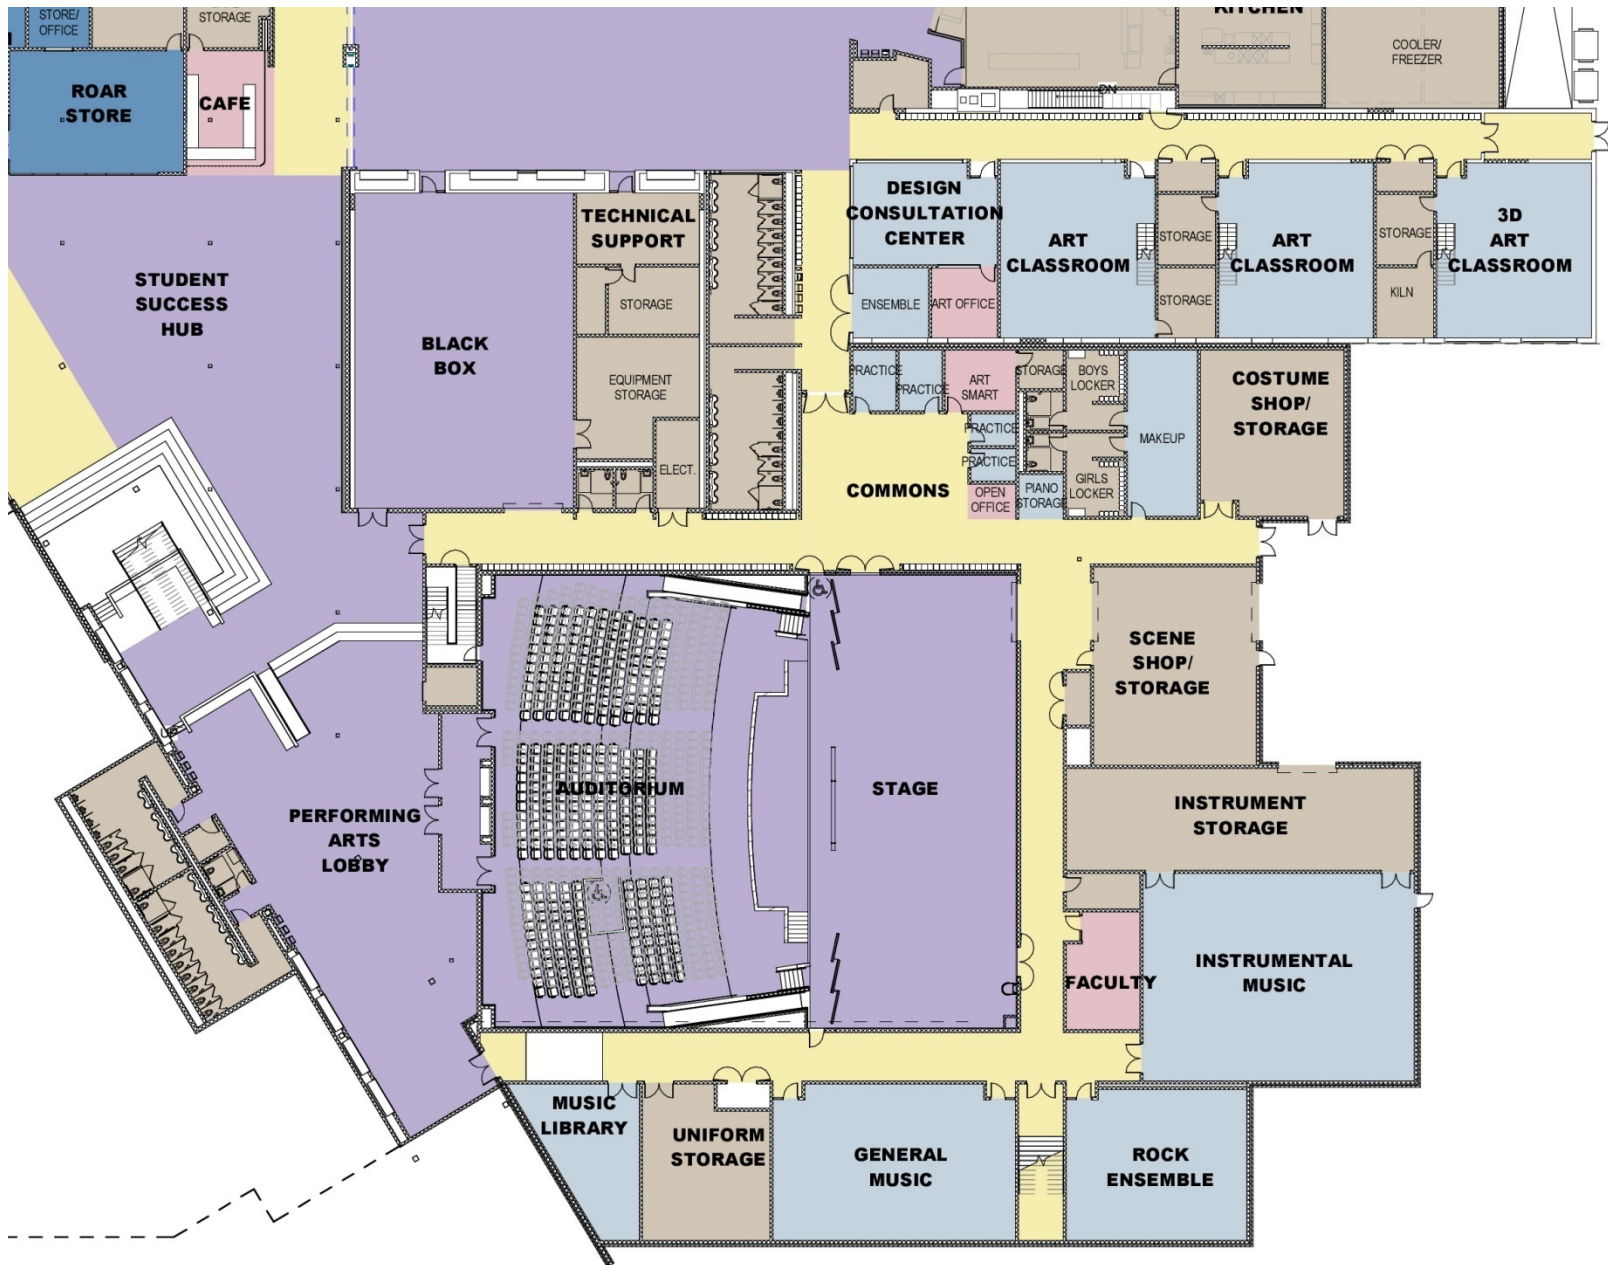 STORE/
OFFICE
STORAGE
KITCHEN
COOLER/
FREEZER
ROAR
STORE
CAFE
DN
TECHNICAL
SUPPORT
DESIGN
CONSULTATION
CENTER
ART
CLASSROOM
STORAGE
ART
CLASSROOM
STORAGE
3D
ART
CLASSROOM
STUDENT
SUCCESS
HUB
STORAGE
ENSEMBLE
ART OFFICE
STORAGE
KILN
BLACK
BOX
EQUIPMENT
STORAGE
PRACTICE
PRACTICE
ART
SMART
STORAGE
BOYS
LOCKER
COSTUME
SHOP/
STORAGE
PRACTICE
MAKEUP
PRACTICE
ELECT.
COMMONS
OPEN
OFFICE
PIANO
STORAGE
GIRLS
LOCKER
SCENE
SHOP/
STORAGE
AUDITORIUM
STAGE
PERFORMING
ARTS
LOBBY
INSTRUMENT
STORAGE
FACULTY
INSTRUMENTAL
MUSIC
MUSIC
LIBRARY
UNIFORM
STORAGE
GENERAL
MUSIC
ROCK
ENSEMBLE